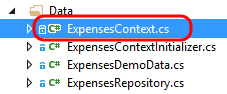 Data
C# ExpensesContext.cs
C# ExpensesContextInitializer.cs
C# ExpensesDemoData.cs
C# ExpensesRepository.cs